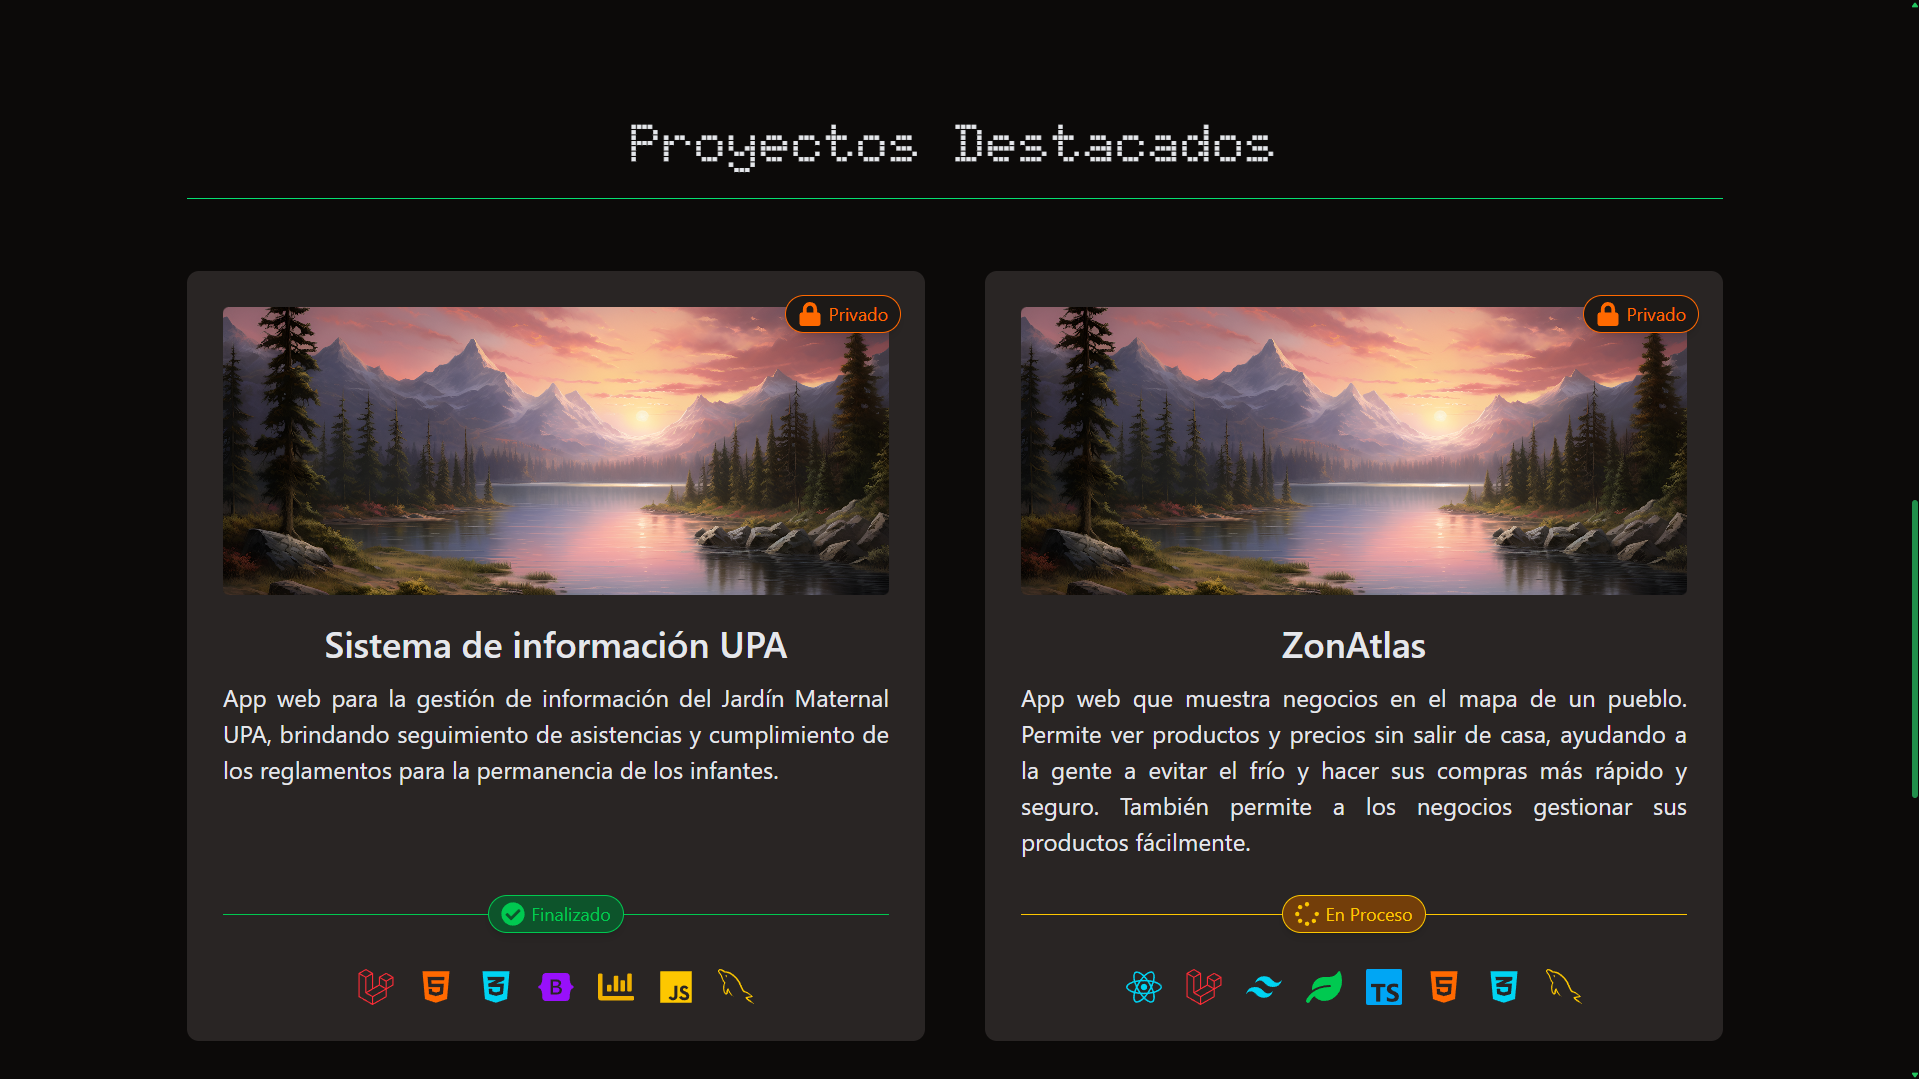 Proyectos Destacados
Privado
Sistema de información UPA
App web para la gestión de información del Jardín Maternal
UPA, brindando seguimiento de asistencias y cumplimiento de
los reglamentos para la permanencia de los infantes.
Finalizado
5
3
B
JS
Privado
ZonAtlas
App web que muestra negocios en el mapa de un pueblo.
Permite ver productos y precios sin salir de casa, ayudando a
la gente a evitar el frío y hacer sus compras más rápido y
seguro. También permite a los negocios gestionar sus
productos fácilmente.
En Proceso
TS
5
3